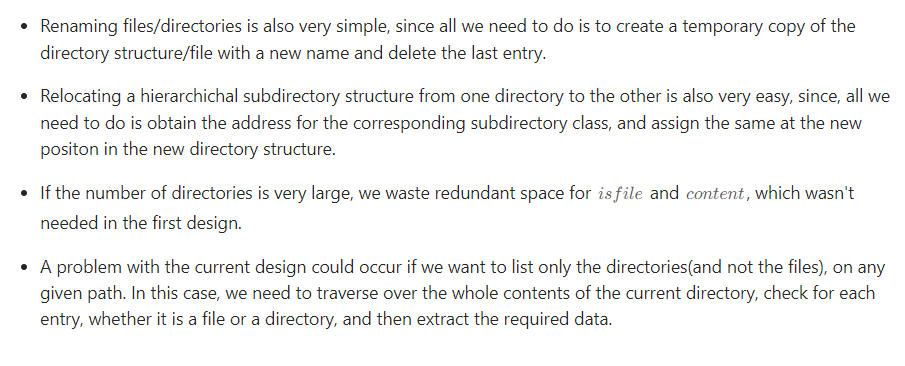 • Renaming files/directories is also very simple, since all we need to do is to create a temporary copy of the
directory structure/file with a new name and delete the last entry.
• Relocating a hierarchichal subdirectory structure from one directory to the other is also very easy, since, all we
need to do is obtain the address for the corresponding subdirectory class, and assign the same at the new
positon in the new directory structure.
• If the number of directories is very large, we waste redundant space for isfile and content, which wasn't
needed in the first design.
• A problem with the current design could occur if we want to list only the directories(and not the files), on any
given path. In this case, we need to traverse over the whole contents of the current directory, check for each
entry, whether it is a file or a directory, and then extract the required data.